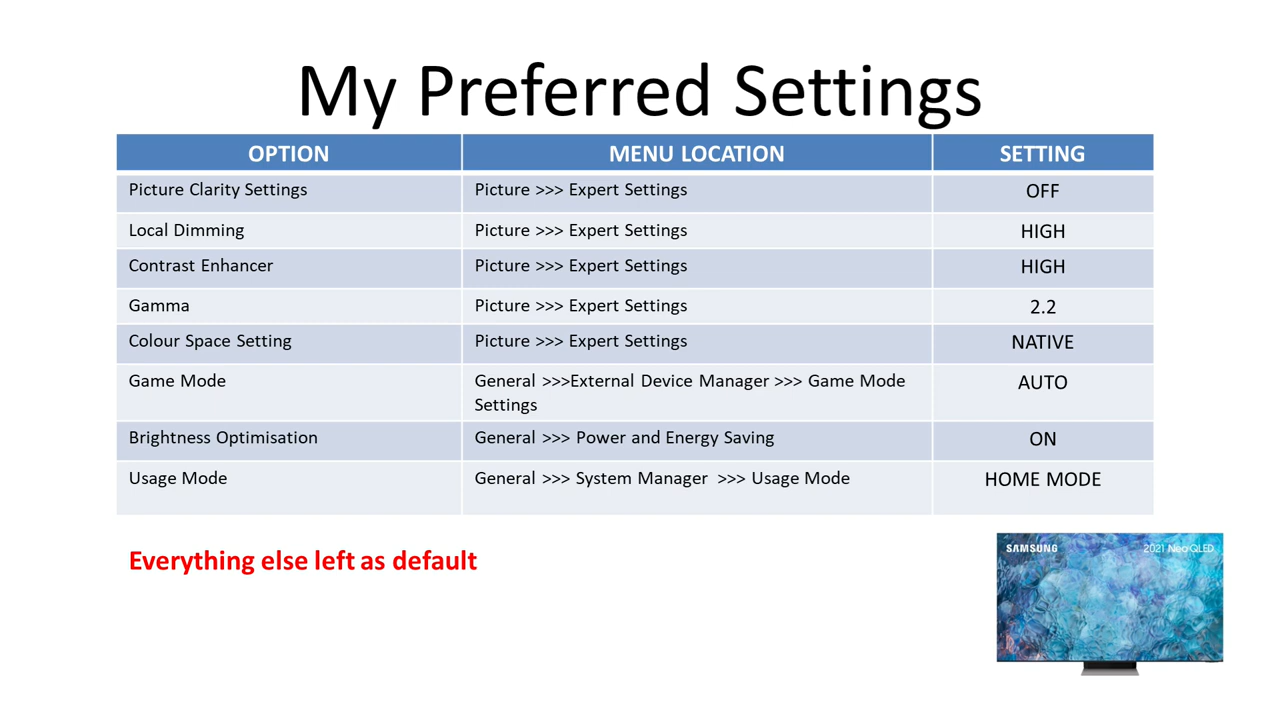 My Preferred Settings
OPTION MENU LOCATION SETTING
Picture Clarity Settings Picture >>> Expert Settings OFF
Local Dimming Picture >>> Expert Settings HIGH
Contrast Enhancer Picture >>> Expert Settings HIGH
Gamma Picture >>> Expert Settings 2.2
Colour Space Setting Picture >>> Expert Settings NATIVE
Game Mode General >>>External Device Manager >>> Game Mode AUTO
Settings
Brightness Optimisation General >>> Power and Energy Saving ON
Usage Mode General >>> System Manager >>> Usage Mode HOME MODE
Everything else left as default
SAMSUNG 2021 Neo QLED